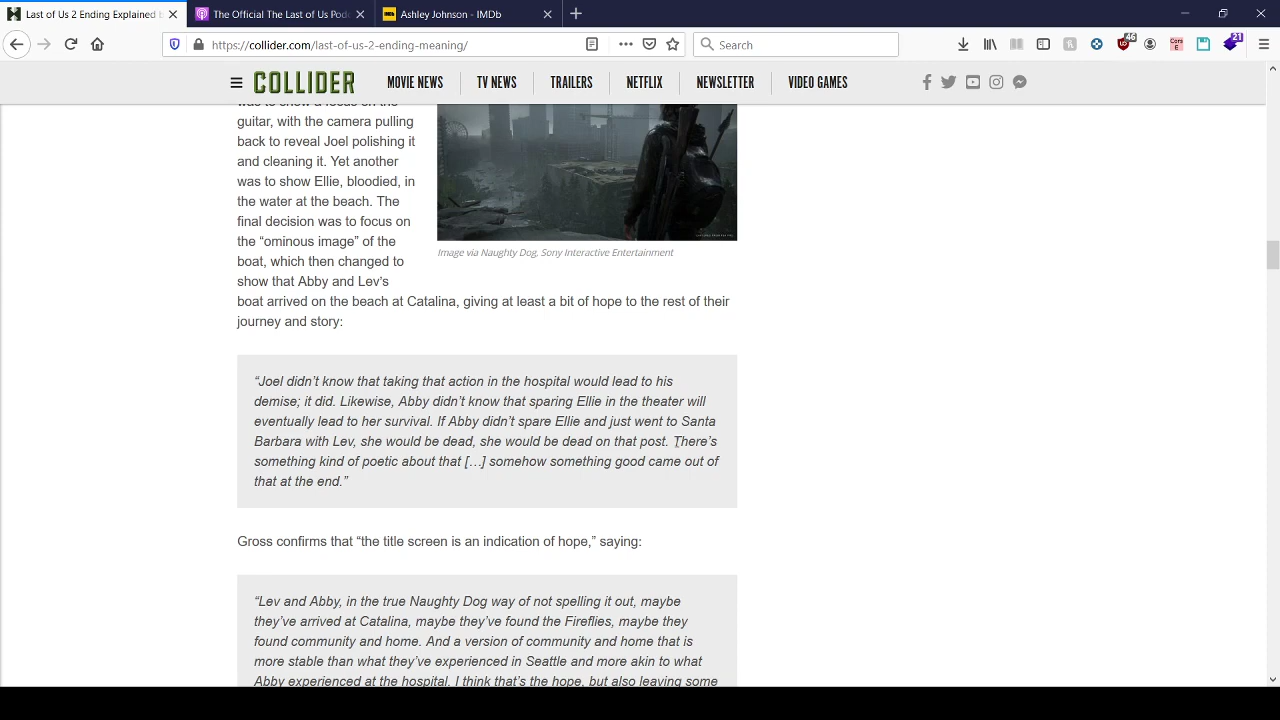 Last of Us 2 Ending Explained b
The Official The Last of Us Pod
IMDb
Ashley Johnson - IMDb
https://collider.com/last-of-us-2-ending-meaning/
Search
46
21
COLLIDER
MOVIE NEWS
TV NEWS
TRAILERS
NETFLIX
NEWSLETTER
VIDEO GAMES
was to show a focus on the
guitar, with the camera pulling
back to reveal Joel polishing it
and cleaning it. Yet another
was to show Ellie, bloodied, in
the water at the beach. The
final decision was to focus on
the “ominous image” of the
boat, which then changed to
show that Abby and Lev’s
boat arrived on the beach at Catalina, giving at least a bit of hope to the rest of their
journey and story:
Image via Naughty Dog, Sony Interactive Entertainment
“Joel didn’t know that taking that action in the hospital would lead to his
demise; it did. Likewise, Abby didn’t know that sparing Ellie in the theater will
eventually lead to her survival. If Abby didn’t spare Ellie and just went to Santa
Barbara with Lev, she would be dead, she would be dead on that post. There’s
something kind of poetic about that […] somehow something good came out of
that at the end.”
Gross confirms that “the title screen is an indication of hope,” saying:
“Lev and Abby, in the true Naughty Dog way of not spelling it out, maybe
they’ve arrived at Catalina, maybe they’ve found the Fireflies, maybe they
found community and home. And a version of community and home that is
more stable than what they’ve experienced in Seattle and more akin to what
Abby experienced at the hospital. I think that’s the hope, but also leaving some